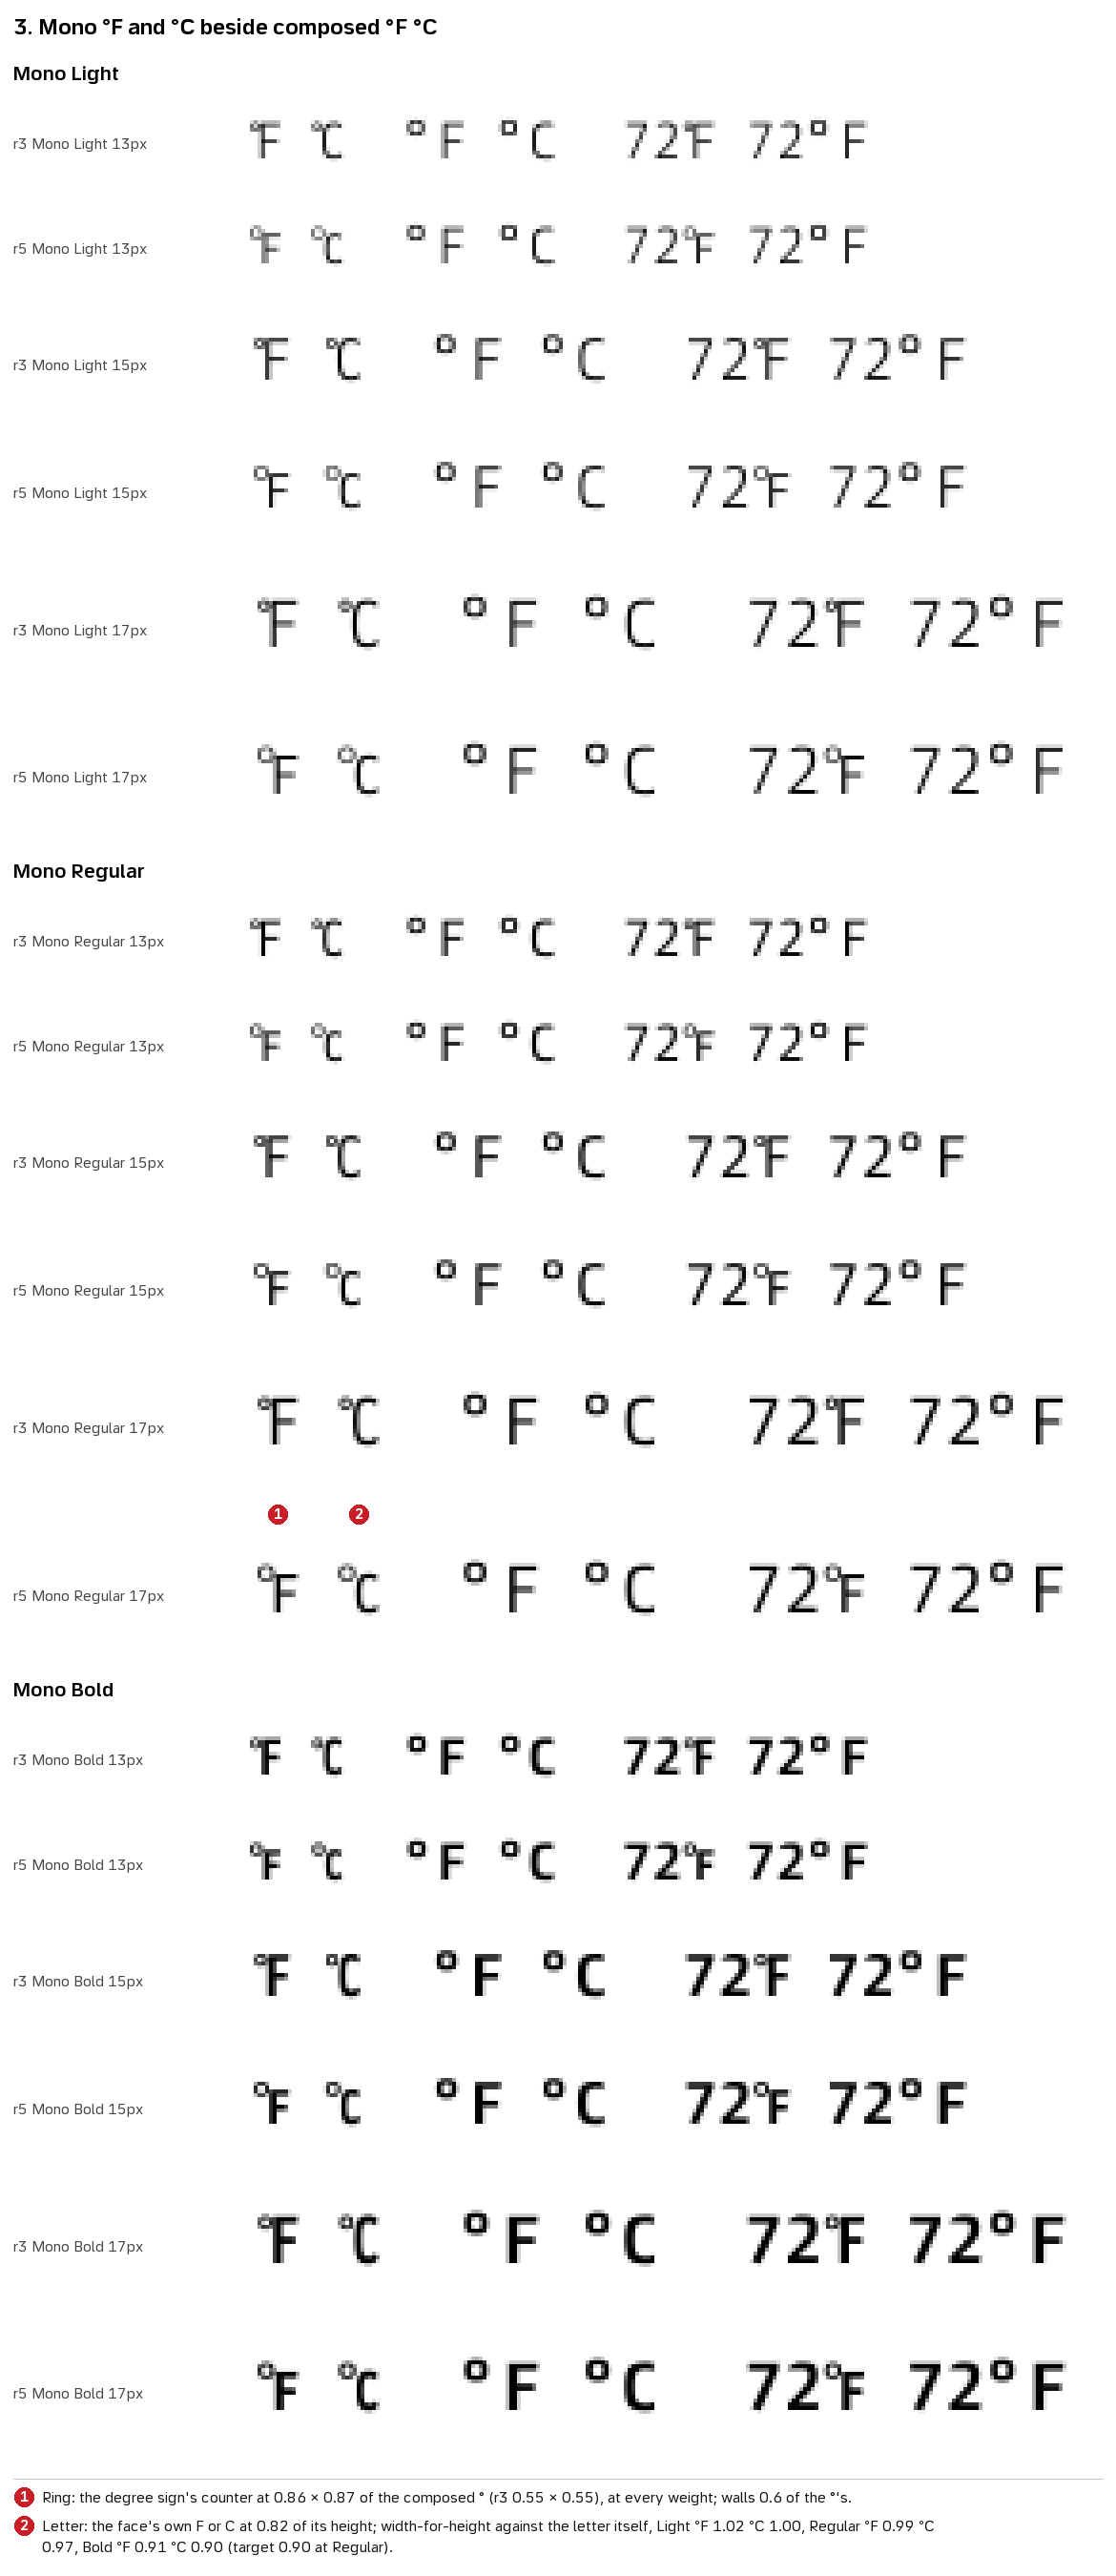 3. Mono °F and °C beside composed °F °C
Mono Light
r3 Mono Light 13px ℉ ℃ °F °C 72℉ 72°F
r5 Mono Light 13px ℉ ℃ °F °C 72℉ 72°F
r3 Mono Light 15px ℉ ℃ °F °C 72℉ 72°F
r5 Mono Light 15px ℉ ℃ °F °C 72℉ 72°F
r3 Mono Light 17px ℉ ℃ °F °C 72℉ 72°F
r5 Mono Light 17px ℉ ℃ °F °C 72℉ 72°F
Mono Regular
r3 Mono Regular 13px ℉ ℃ °F °C 72℉ 72°F
r5 Mono Regular 13px ℉ ℃ °F °C 72℉ 72°F
r3 Mono Regular 15px ℉ ℃ °F °C 72℉ 72°F
r5 Mono Regular 15px ℉ ℃ °F °C 72℉ 72°F
r3 Mono Regular 17px ℉ ℃ °F °C 72℉ 72°F
1 2
r5 Mono Regular 17px ℉ ℃ °F °C 72℉ 72°F
Mono Bold
r3 Mono Bold 13px ℉ ℃ °F °C 72℉ 72°F
r5 Mono Bold 13px ℉ ℃ °F °C 72℉ 72°F
r3 Mono Bold 15px ℉ ℃ °F °C 72℉ 72°F
r5 Mono Bold 15px ℉ ℃ °F °C 72℉ 72°F
r3 Mono Bold 17px ℉ ℃ °F °C 72℉ 72°F
r5 Mono Bold 17px ℉ ℃ °F °C 72℉ 72°F
1 Ring: the degree sign's counter at 0.86 × 0.87 of the composed ° (r3 0.55 × 0.55), at every weight; walls 0.6 of the °'s.
2 Letter: the face's own F or C at 0.82 of its height; width-for-height against the letter itself, Light °F 1.02 °C 1.00, Regular °F 0.99 °C
0.97, Bold °F 0.91 °C 0.90 (target 0.90 at Regular).